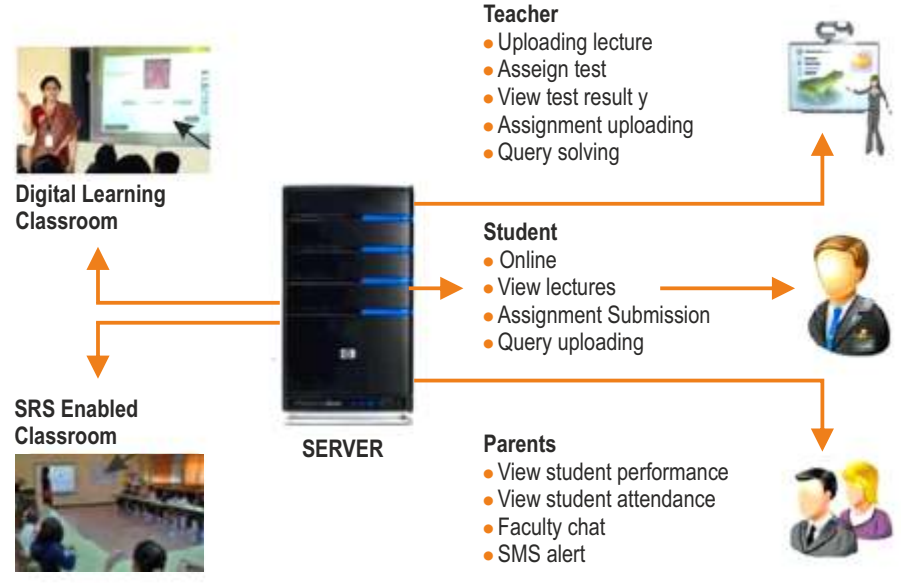 Teacher
Uploading lecture
Asseign test
View test result y
Assignment uploading
Query solving
Digital Learning
Classroom
Student
Online
View lectures
Assignment Submission
Query uploading
SRS Enabled
Classroom
SERVER
Parents
View student performance
View student attendance
Faculty chat
SMS alert
hp